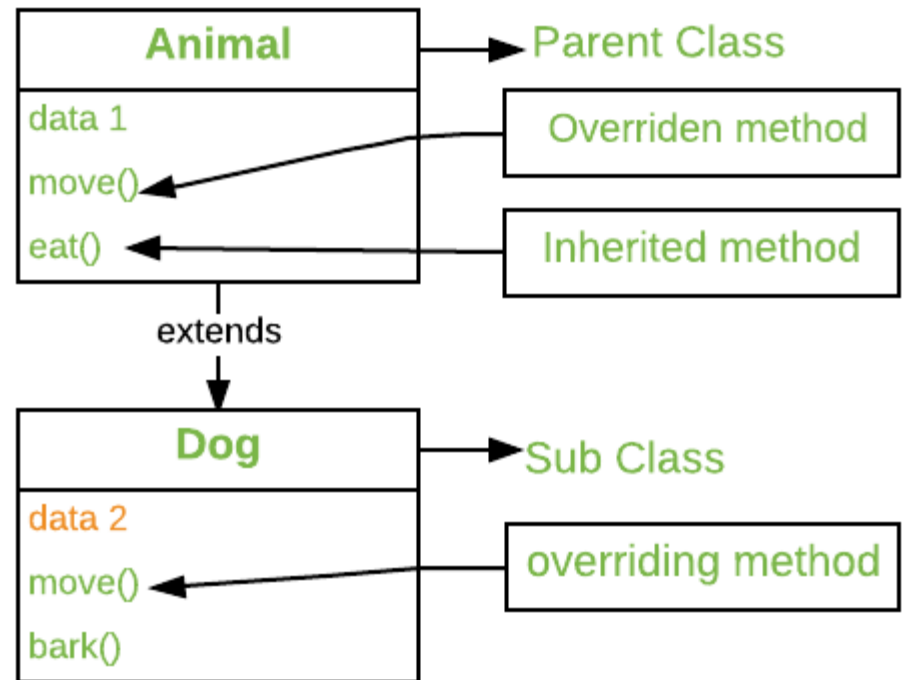 Animal
Parent Class
data 1
Overriden method
move()
eat()
Inherited method
extends
Dog
Sub Class
data 2
move()
overriding method
bark()